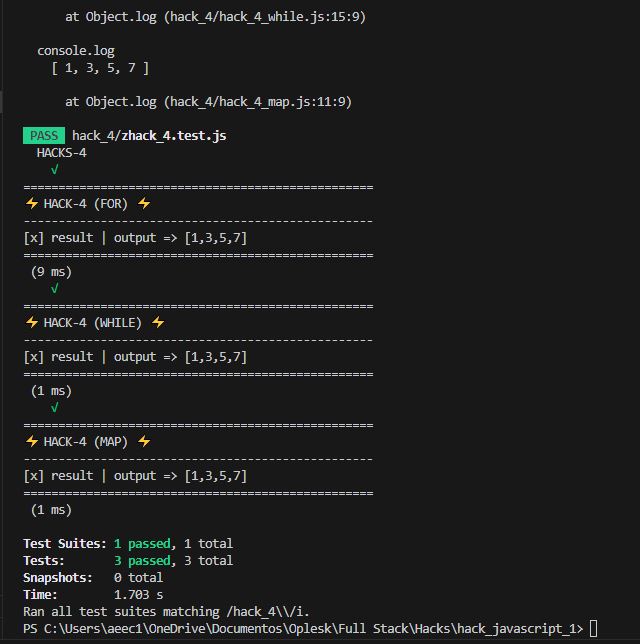 at Object.log (hack_4/hack_4_while.js:15:9)
console.log
[ 1, 3, 5, 7 ]
at Object.log (hack_4/hack_4_map.js:11:9)
PASS hack_4/zhack_4.test.js
HACKS-4
√
==================================================
⚡ HACK-4 (FOR) ⚡
--------------------------------------------------
[x] result | output => [1,3,5,7]
==================================================
(9 ms)
√
==================================================
⚡ HACK-4 (WHILE) ⚡
--------------------------------------------------
[x] result | output => [1,3,5,7]
==================================================
(1 ms)
√
==================================================
⚡ HACK-4 (MAP) ⚡
--------------------------------------------------
[x] result | output => [1,3,5,7]
==================================================
(1 ms)
Test Suites: 1 passed, 1 total
Tests: 3 passed, 3 total
Snapshots: 0 total
Time: 1.703 s
Ran all test suites matching /hack_4\\/i.
PS C:\Users\aeec1\OneDrive\Documentos\Oplesk\Full Stack\Hacks\hack_javascript_1>